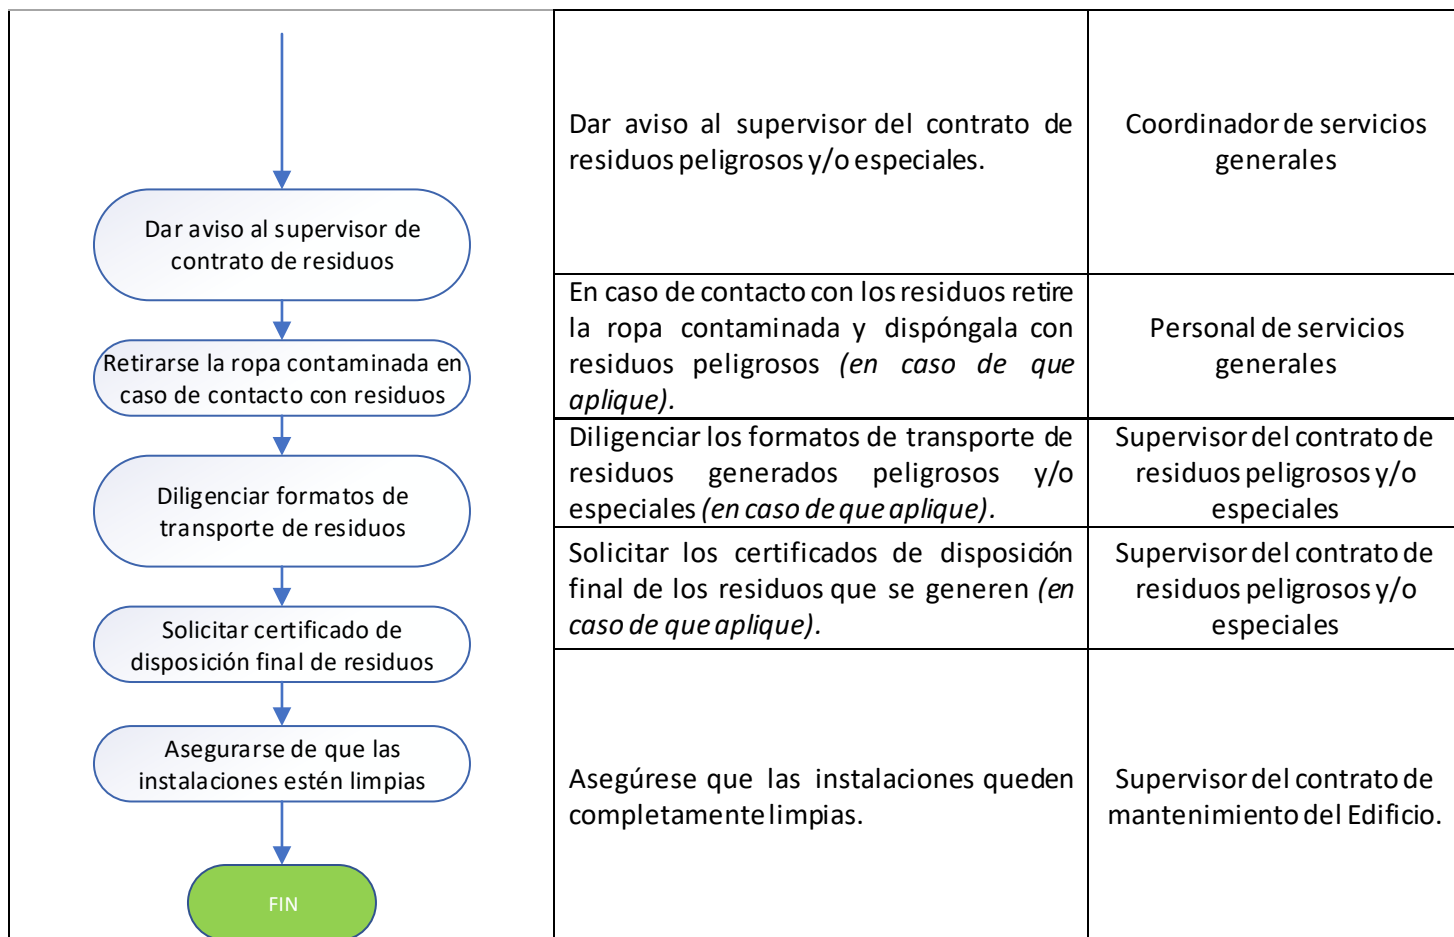 Dar aviso al supervisor de
contrato de residuos
Dar aviso al supervisor del contrato de
residuos peligrosos y/o especiales.
Coordinador de servicios
generales
Retirarse la ropa contaminada en
caso de contacto con residuos
En caso de contacto con los residuos retire
la ropa contaminada y dispóngala con
residuos peligrosos (en caso de que
aplique).
Personal de servicios
generales
Diligenciar formatos de
transporte de residuos
Diligenciar los formatos de transporte de
residuos generados peligrosos y/o
especiales (en caso de que aplique).
Supervisor del contrato de
residuos peligrosos y/o
especiales
Solicitar certificado de
disposición final de residuos
Solicitar los certificados de disposición
final de los residuos que se generen (en
caso de que aplique).
Supervisor del contrato de
residuos peligrosos y/o
especiales
Asegurarse de que las
instalaciones estén limpias
Asegúrese que las instalaciones queden
completamente limpias.
Supervisor del contrato de
mantenimiento del Edificio.
FIN